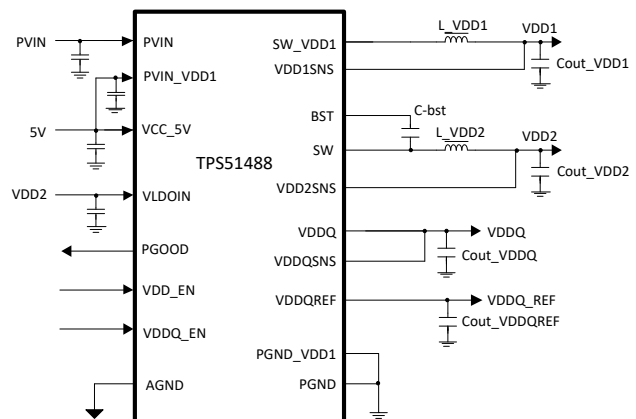 PVIN
PVIN
PVIN_VDD1
5V
VCC_5V
VDD2
VLDOIN
PGOOD
VDD_EN
VDDQ_EN
AGND
TPS51488
SW_VDD1
L_VDD1
VDD1
VDD1SNS
Cout_VDD1
BST
C-bst
SW
L_VDD2
VDD2
VDD2SNS
Cout_VDD2
VDDQ
VDDQ
VDDQSNS
Cout_VDDQ
VDDQREF
VDDQ_REF
Cout_VDDQREF
PGND_VDD1
PGND